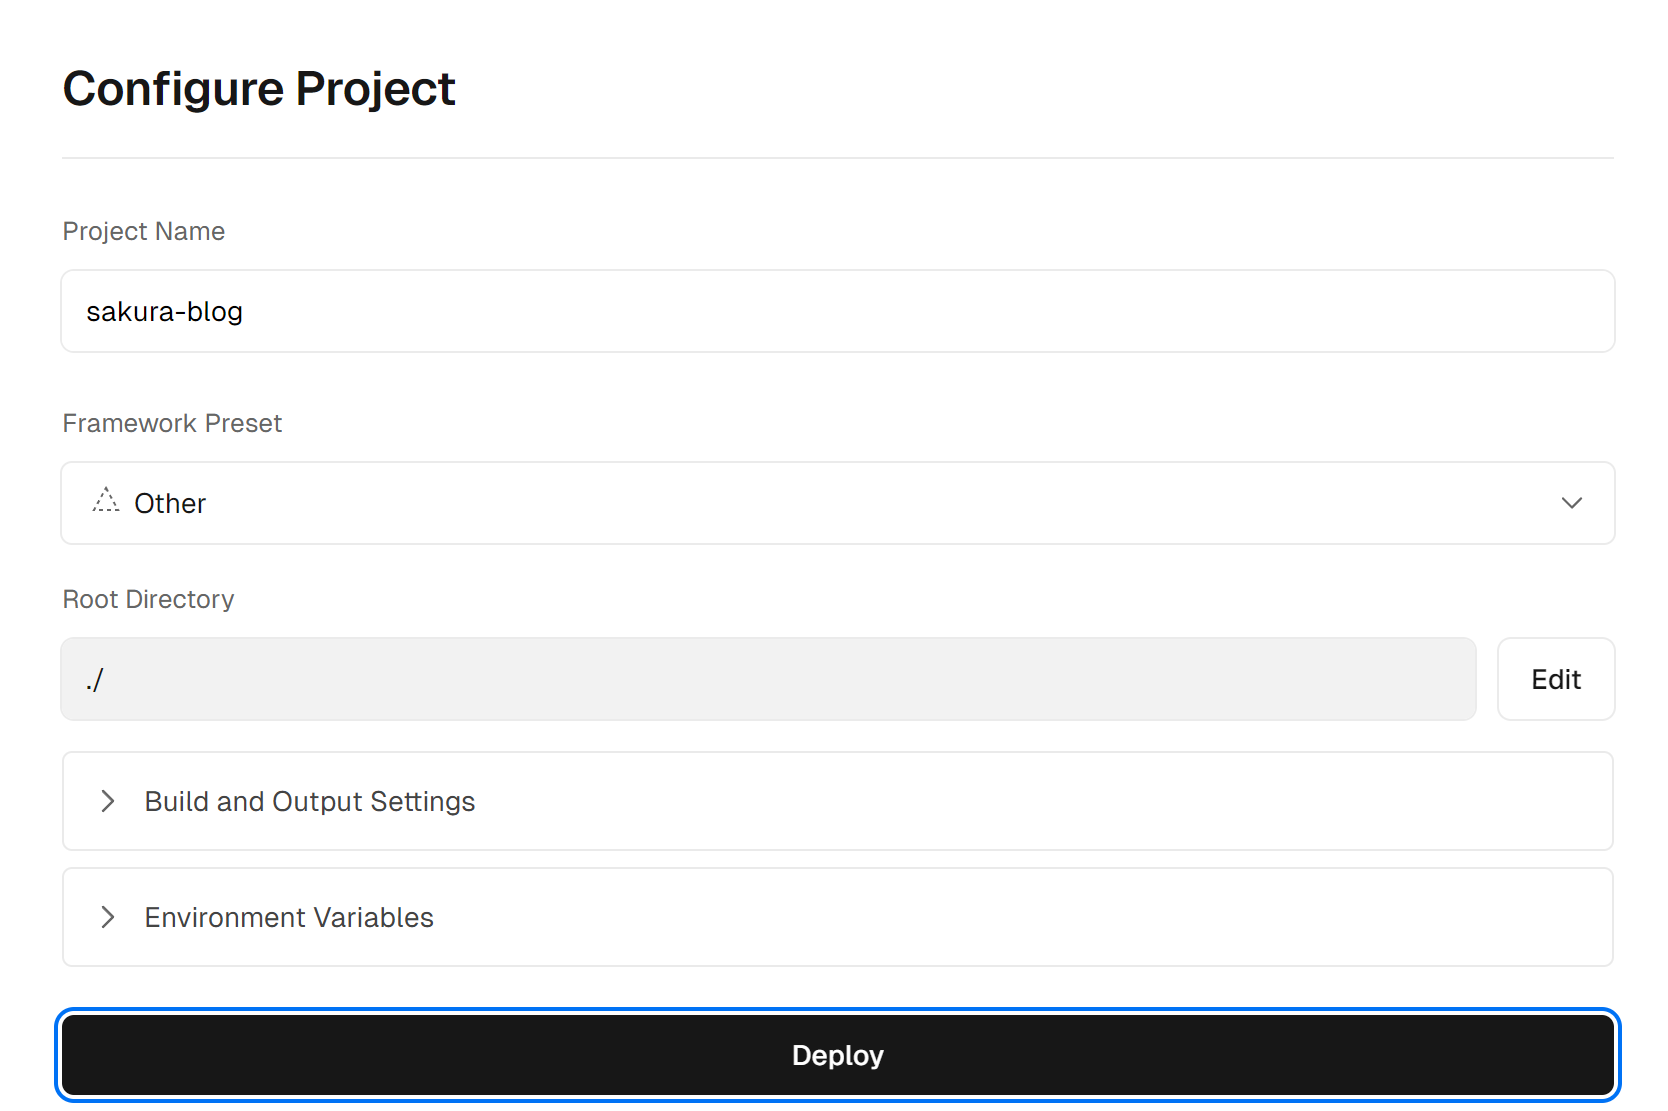 Configure Project
Project Name
sakura-blog
Framework Preset
Other
Root Directory
./
Edit
Build and Output Settings
Environment Variables
Deploy